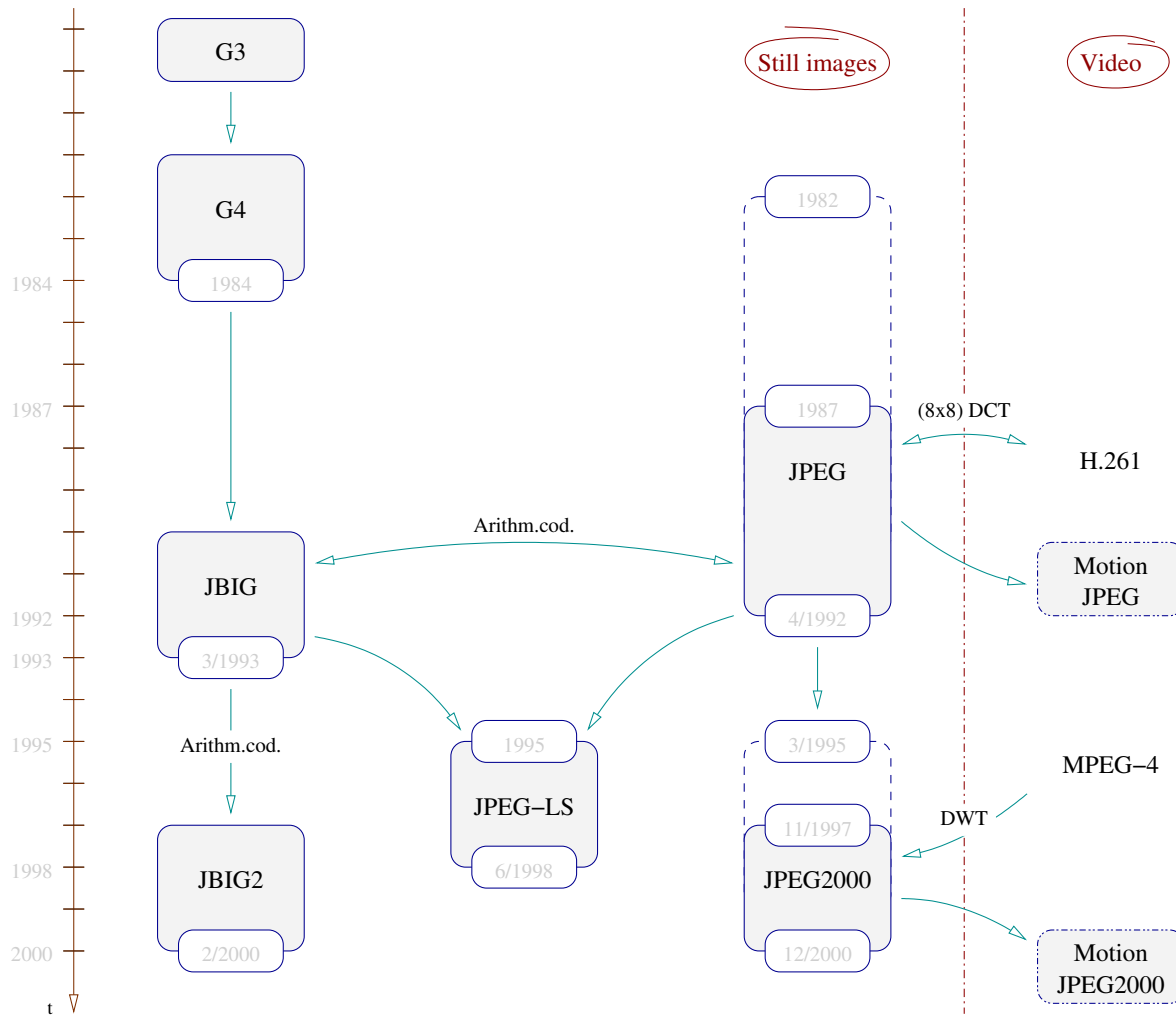 G3
Still images
Video
G4
1982
1984
1984
1987
1987
(8x8) DCT
H.261
JPEG
Arithm.cod.
Motion
JPEG
JBIG
1992
4/1992
1993
3/1993
1995
Arithm.cod.
1995
3/1995
MPEG−4
JPEG−LS
11/1997
DWT
1998
6/1998
JBIG2
JPEG2000
2000
2/2000
12/2000
Motion
JPEG2000
t